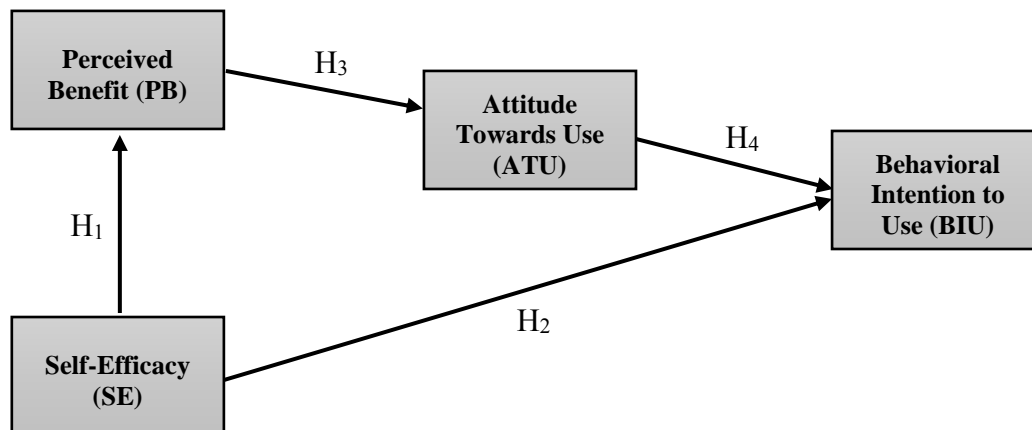 Perceived
Benefit (PB)
H3
Attitude
Towards Use
(ATU)
H4
Behavioral
Intention to
Use (BIU)
H1
H2
Self-Efficacy
(SE)